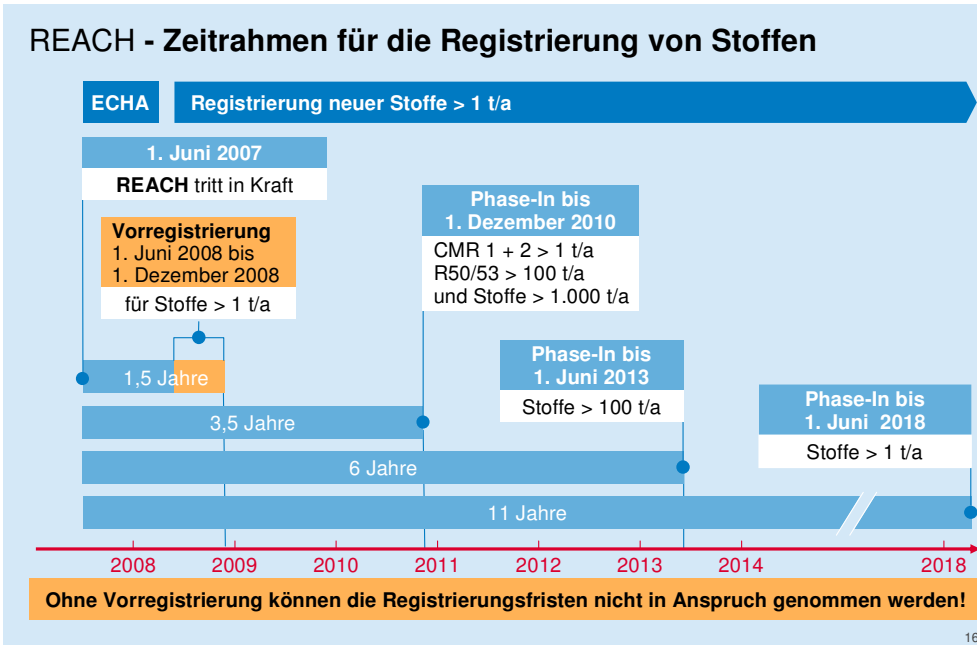 REACH - Zeitrahmen für die Registrierung von Stoffen
ECHA
Registrierung neuer Stoffe > 1 t/a
1. Juni 2007
REACH tritt in Kraft
Vorregistrierung
1. Juni 2008 bis
1. Dezember 2008
für Stoffe > 1 t/a
Phase-In bis
1. Dezember 2010
CMR 1 + 2 > 1 t/a
R50/53 > 100 t/a
und Stoffe > 1.000 t/a
Phase-In bis
1. Juni 2013
Stoffe > 100 t/a
Phase-In bis
1. Juni 2018
Stoffe > 1 t/a
1,5 Jahre
3,5 Jahre
6 Jahre
11 Jahre
2008 2009 2010 2011 2012 2013 2014 2018
Ohne Vorregistrierung können die Registrierungsfristen nicht in Anspruch genommen werden!
16